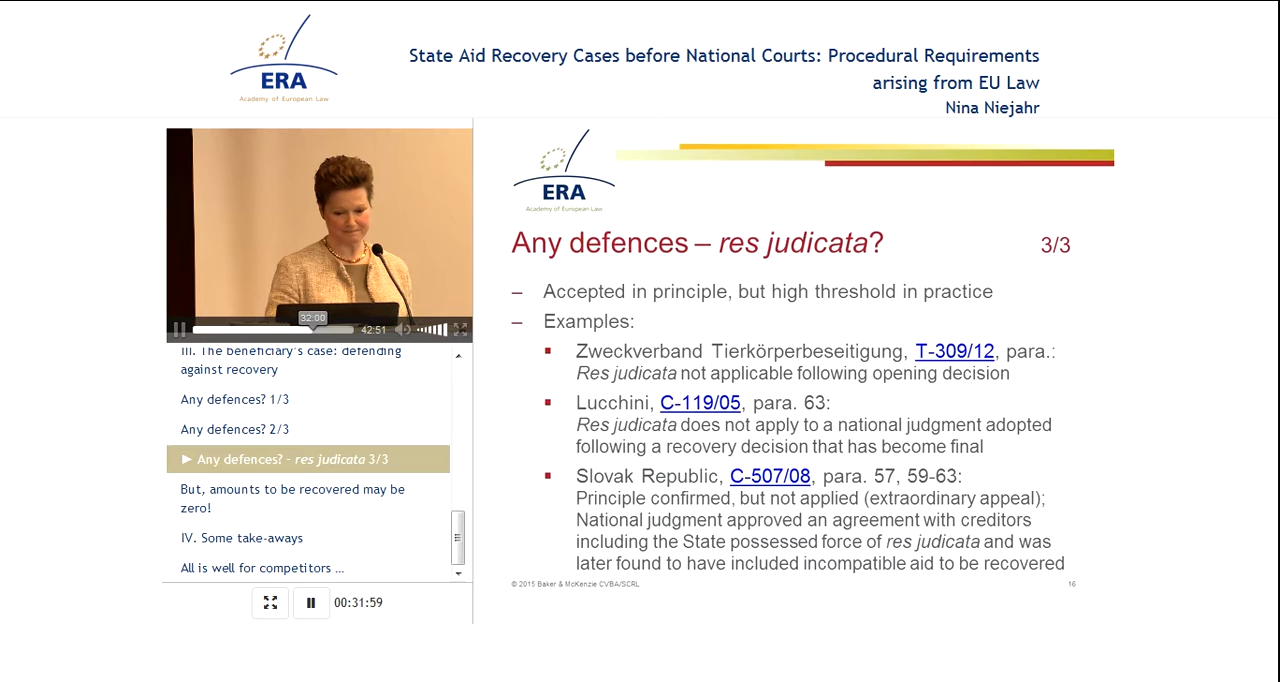 ERA
Academy of European Law
State Aid Recovery Cases before National Courts: Procedural Requirements
arising from EU Law
Nina Niejahr
32:00
42:51
III. The beneficiary's case: defending
against recovery
Any defences? 1/3
Any defences? 2/3
► Any defences? - res judicata 3/3
But, amounts to be recovered may be
zero!
IV. Some take-aways
All is well for competitors ...
00:31:59
ERA
Academy of European Law
Any defences – res judicata? 3/3
– Accepted in principle, but high threshold in practice
– Examples:
▪ Zweckverband Tierkörperbeseitigung, T-309/12, para.:
Res judicata not applicable following opening decision
▪ Lucchini, C-119/05, para. 63:
Res judicata does not apply to a national judgment adopted
following a recovery decision that has become final
▪ Slovak Republic, C-507/08, para. 57, 59-63:
Principle confirmed, but not applied (extraordinary appeal);
National judgment approved an agreement with creditors
including the State possessed force of res judicata and was
later found to have included incompatible aid to be recovered
© 2015 Baker & McKenzie CVBA/SCRL 16